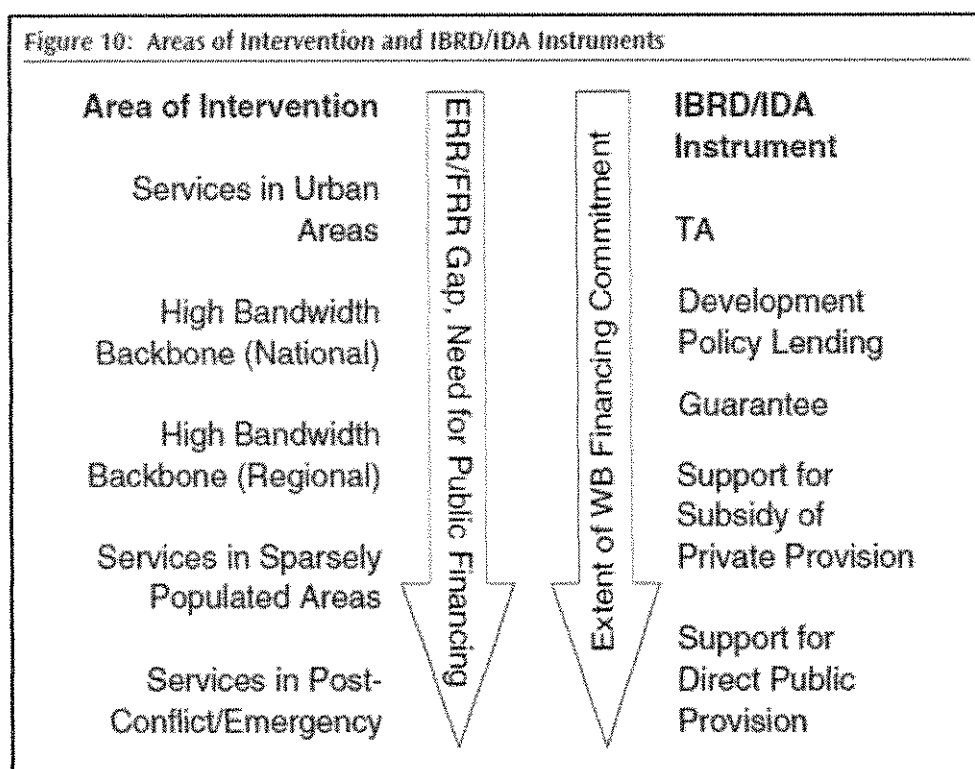 Figure 10: Areas of Intervention and IBRD/IDA Instruments
Area of Intervention
Services in Urban
Areas
High Bandwidth
Backbone (National)
High Bandwidth
Backbone (Regional)
Services in Sparsely
Populated Areas
Services in Post-
Conflict/Emergency
ERR/FRR Gap, Need for Public Financing
Extent of WB Financing Commitment
IBRD/IDA
Instrument
TA
Development
Policy Lending
Guarantee
Support for
Subsidy of
Private Provision
Support for
Direct Public
Provision